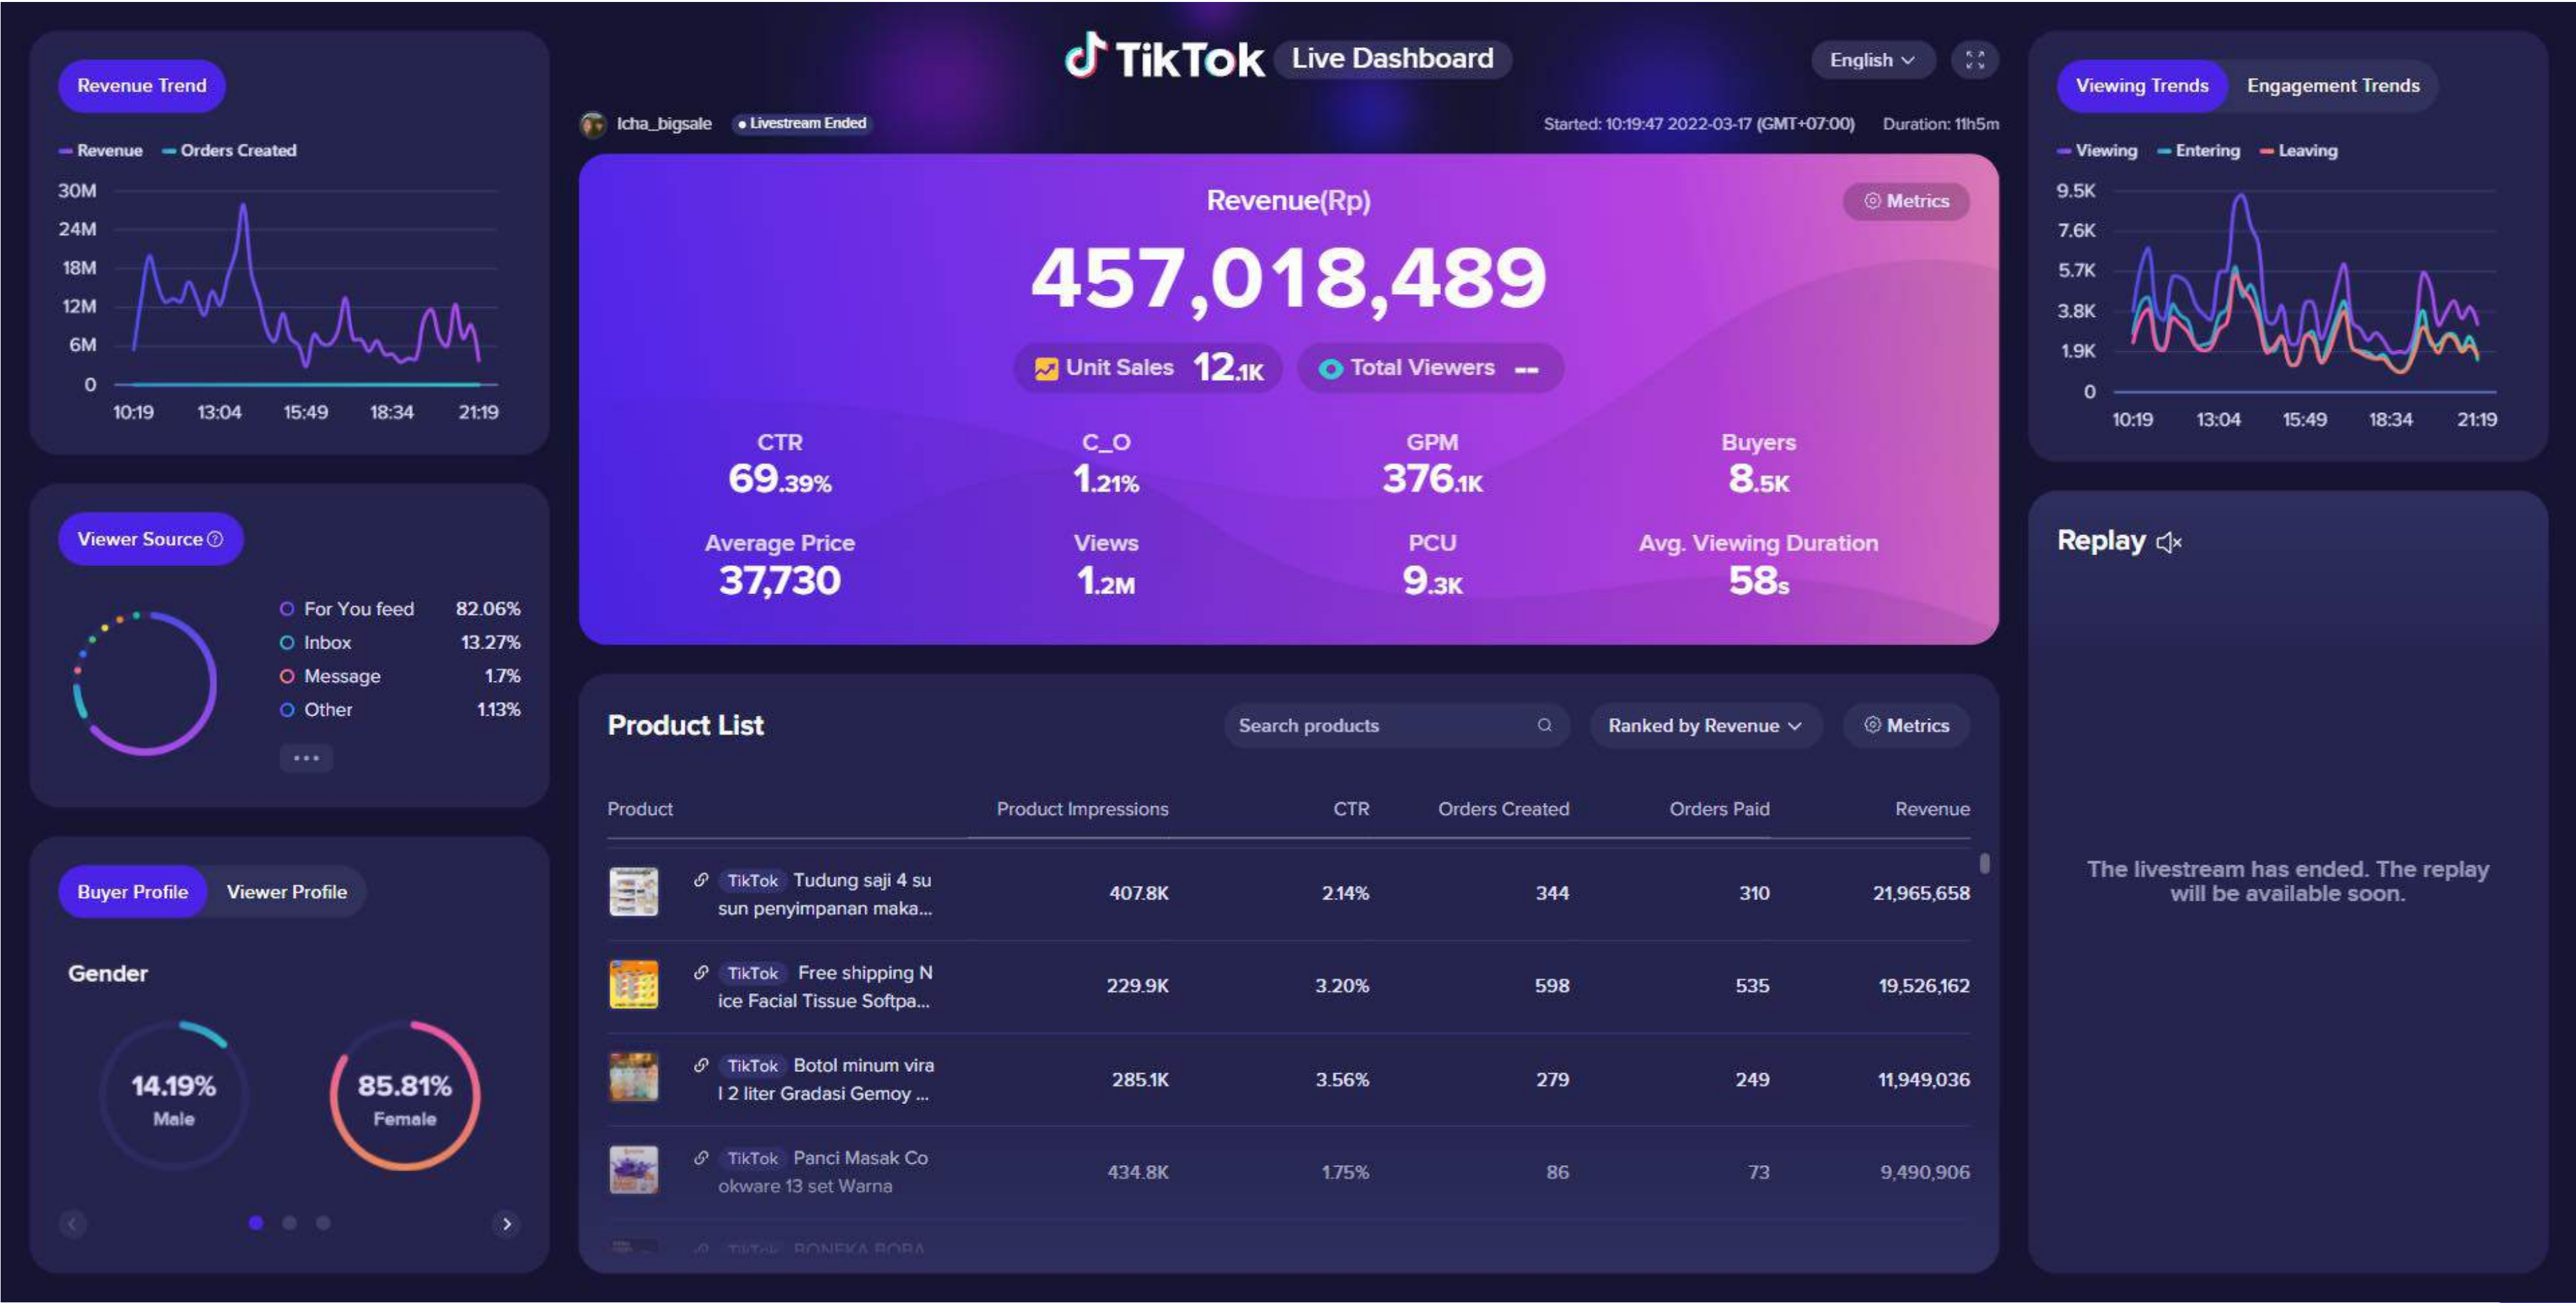 TikTok Live Dashboard
English
Icha_bigsale
Livestream Ended
Started: 10:19:47 2022-03-17 (GMT+07:00)
Duration: 11h5m
Revenue Trend
Revenue
Orders Created
30M
24M
18M
12M
6M
0
10:19 13:04 15:49 18:34 21:19
Viewer Source
For You feed 82.06%
Inbox 13.27%
Message 1.7%
Other 1.13%
...
Buyer Profile
Viewer Profile
Gender
14.19%
Male
85.81%
Female
Revenue(Rp)
Metrics
457,018,489
Unit Sales 12.1K
Total Viewers --
CTR
69.39%
C_O
1.21%
GPM
376.1K
Buyers
8.5K
Average Price
37,730
Views
1.2M
PCU
9.3K
Avg. Viewing Duration
58s
Product List
Search products
Ranked by Revenue
Metrics
Product Product Impressions CTR Orders Created Orders Paid Revenue
TikTok Tudung saji 4 su
sun penyimpanan maka...
407.8K 2.14% 344 310 21,965,658
TikTok Free shipping N
ice Facial Tissue Softpa...
229.9K 3.20% 598 535 19,526,162
TikTok Botol minum vira
l 2 liter Gradasi Gemoy ...
285.1K 3.56% 279 249 11,949,036
TikTok Panci Masak Co
okware 13 set Warna
434.8K 1.75% 86 73 9,490,906
TikTok BONEKA BOBA
Viewing Trends
Engagement Trends
Viewing
Entering
Leaving
9.5K
7.6K
5.7K
3.8K
1.9K
0
10:19 13:04 15:49 18:34 21:19
Replay
The livestream has ended. The replay
will be available soon.